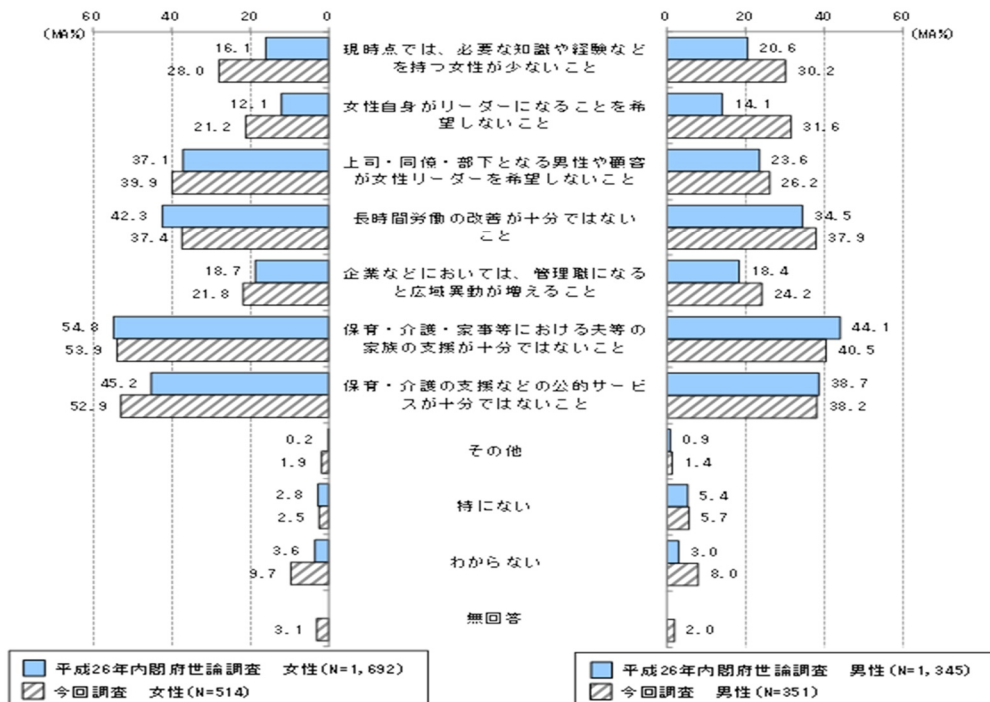 60 40 20 0
0 20 40 60
(MA%)
(MA%)
16.1
28.0
現時点では、必要な知識や経験などを持つ女性が少ないこと
20.6
30.2
12.1
21.2
女性自身がリーダーになることを希望しないこと
14.1
31.6
37.1
39.9
上司・同僚・部下となる男性や顧客が女性リーダーを希望しないこと
23.6
26.2
42.3
37.4
長時間労働の改善が十分ではないこと
34.5
37.9
18.7
21.8
企業などにおいては、管理職になると広域異動が増えること
18.4
24.2
54.8
53.9
保育・介護・家事等における夫等の家族の支援が十分ではないこと
44.1
40.5
45.2
52.9
保育・介護の支援などの公的サービスが十分ではないこと
38.7
38.2
0.2
1.9
その他
0.9
1.4
2.8
2.5
特にない
5.4
5.7
3.6
9.7
わからない
3.0
8.0
3.1
無回答
2.0
平成26年内閣府世論調査 女性(N=1,692)
今回調査 女性(N=514)
平成26年内閣府世論調査 男性(N=1,345)
今回調査 男性(N=351)